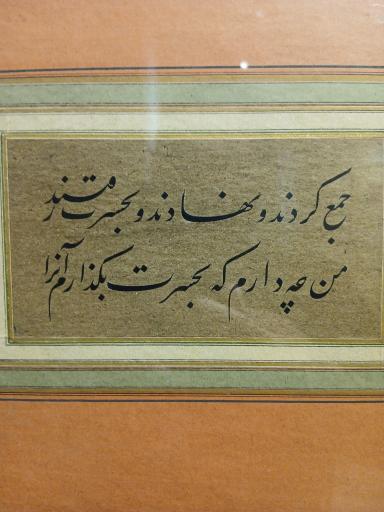 جمع کردند و نهادند و بحسرت رفتند
من چه دارم که بحسرت بگذارم آنرا